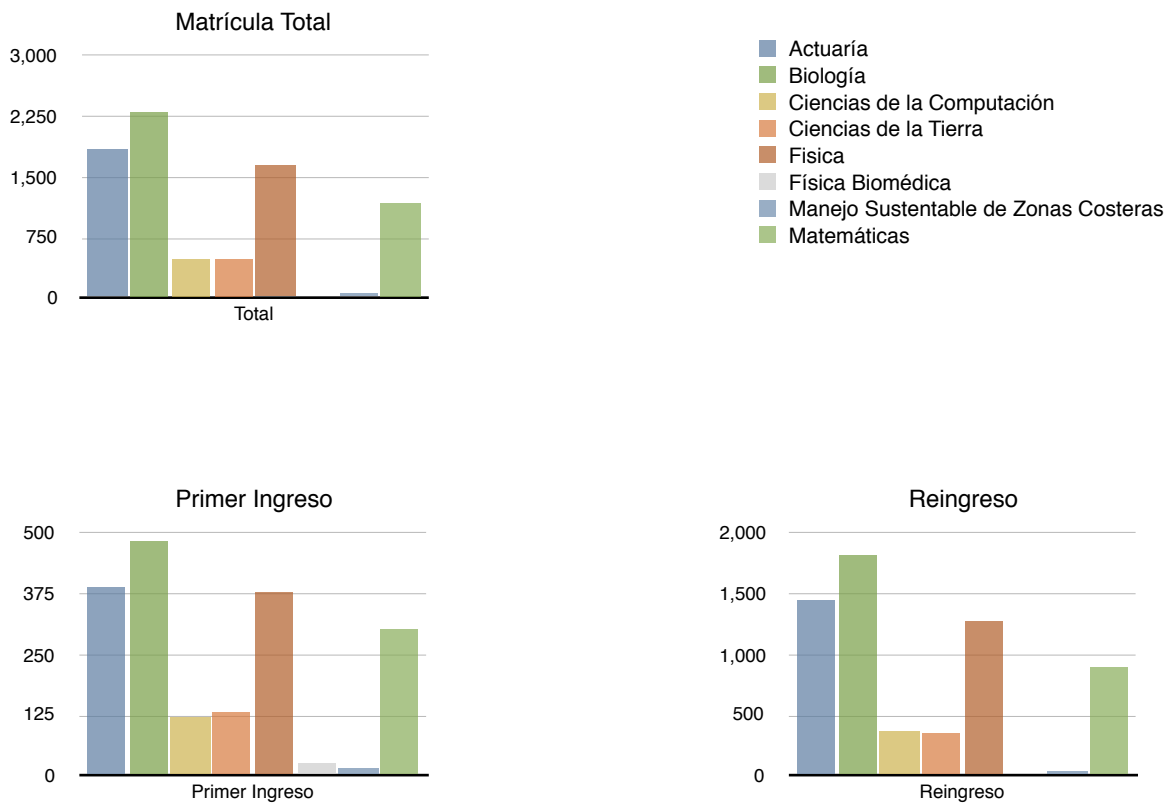 Matrícula Total
3,000
2,250
1,500
750
0
Total
Actuaría
Biología
Ciencias de la Computación
Ciencias de la Tierra
Fisica
Física Biomédica
Manejo Sustentable de Zonas Costeras
Matemáticas
Primer Ingreso
500
375
250
125
0
Primer Ingreso
Reingreso
2,000
1,500
1,000
500
0
Reingreso